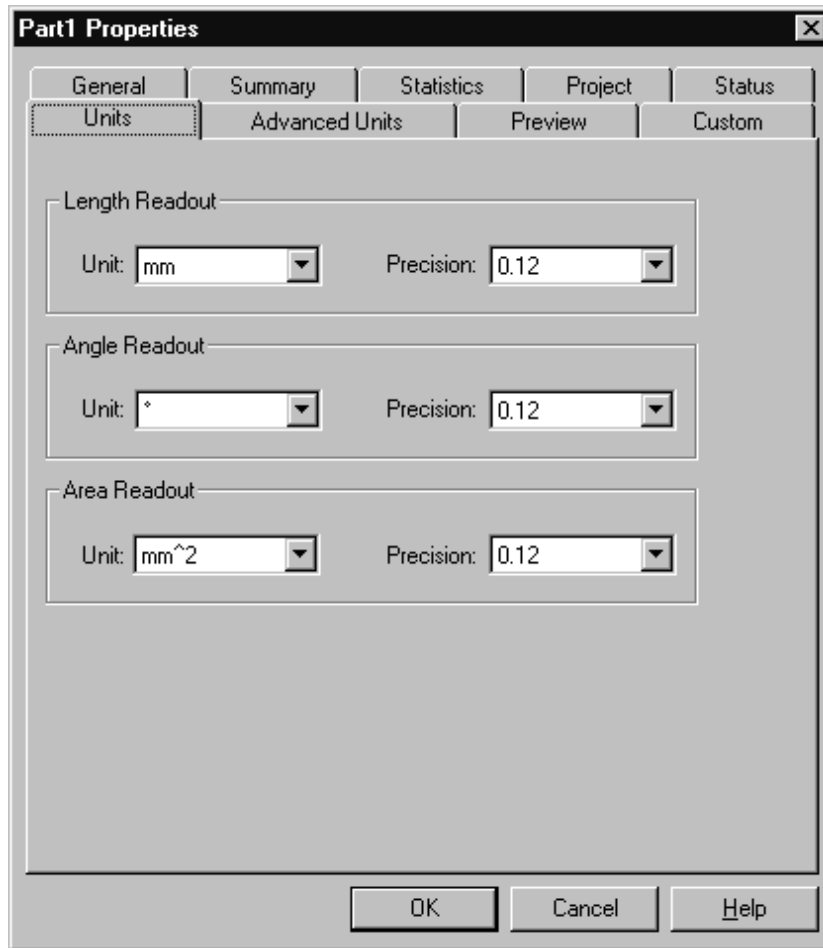 Part1 Properties
General Summary Statistics Project Status
Units Advanced Units Preview Custom
Length Readout
Unit: mm Precision: 0.12
Angle Readout
Unit: ° Precision: 0.12
Area Readout
Unit: mm^2 Precision: 0.12
OK Cancel Help